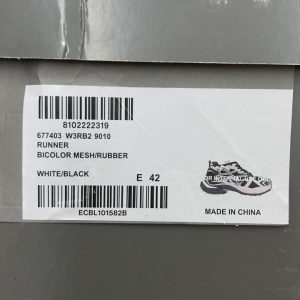 8102222319
677403 W3RB2 9010
RUNNER
BICOLOR MESH/RUBBER
WHITE/BLACK E 42
ECBL101582B
MADE IN CHINA